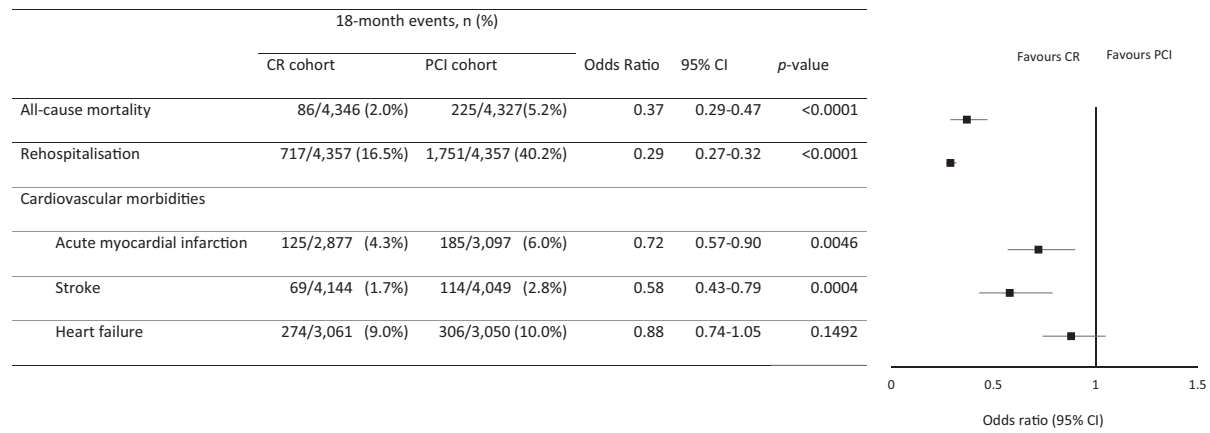 18-month events, n (%)
CR cohort PCI cohort Odds Ratio 95% CI p-value
Favours CR Favours PCI
All-cause mortality 86/4,346 (2.0%) 225/4,327(5.2%) 0.37 0.29-0.47 <0.0001
Rehospitalisation 717/4,357 (16.5%) 1,751/4,357 (40.2%) 0.29 0.27-0.32 <0.0001
Cardiovascular morbidities
Acute myocardial infarction 125/2,877 (4.3%) 185/3,097 (6.0%) 0.72 0.57-0.90 0.0046
Stroke 69/4,144 (1.7%) 114/4,049 (2.8%) 0.58 0.43-0.79 0.0004
Heart failure 274/3,061 (9.0%) 306/3,050 (10.0%) 0.88 0.74-1.05 0.1492
0 0.5 1 1.5
Odds ratio (95% CI)